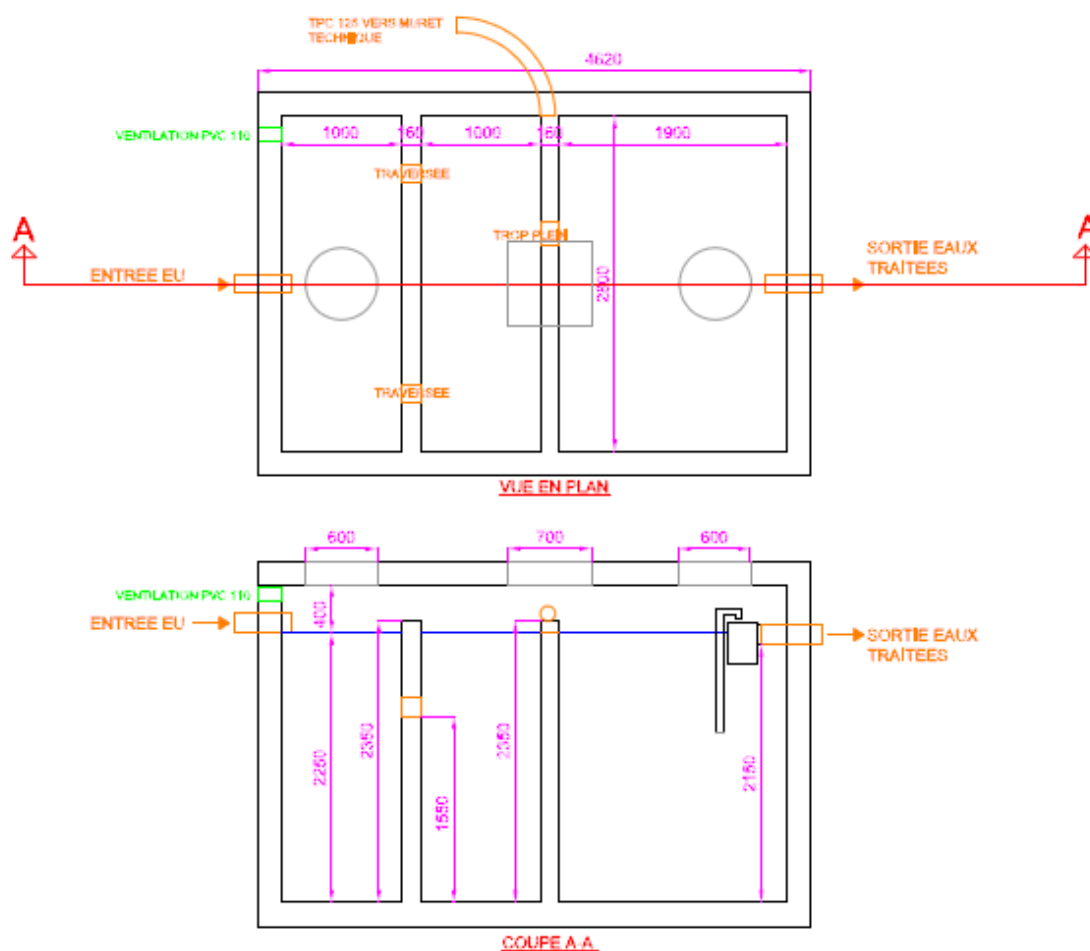 TPC 125 VERS MURET
TECHNIQUE
4620
VENTILATION PVC 110
1000
160
1000
160
1900
TRAVERSEE
TROP PLEIN
A
A
ENTREE EU
SORTIE EAUX
TRAITEES
2800
TRAVERSEE
VUE EN PLAN
600
700
600
VENTILATION PVC 110
400
ENTREE EU
SORTIE EAUX
TRAITEES
2250
2350
1550
2350
2150
COUPE A-A